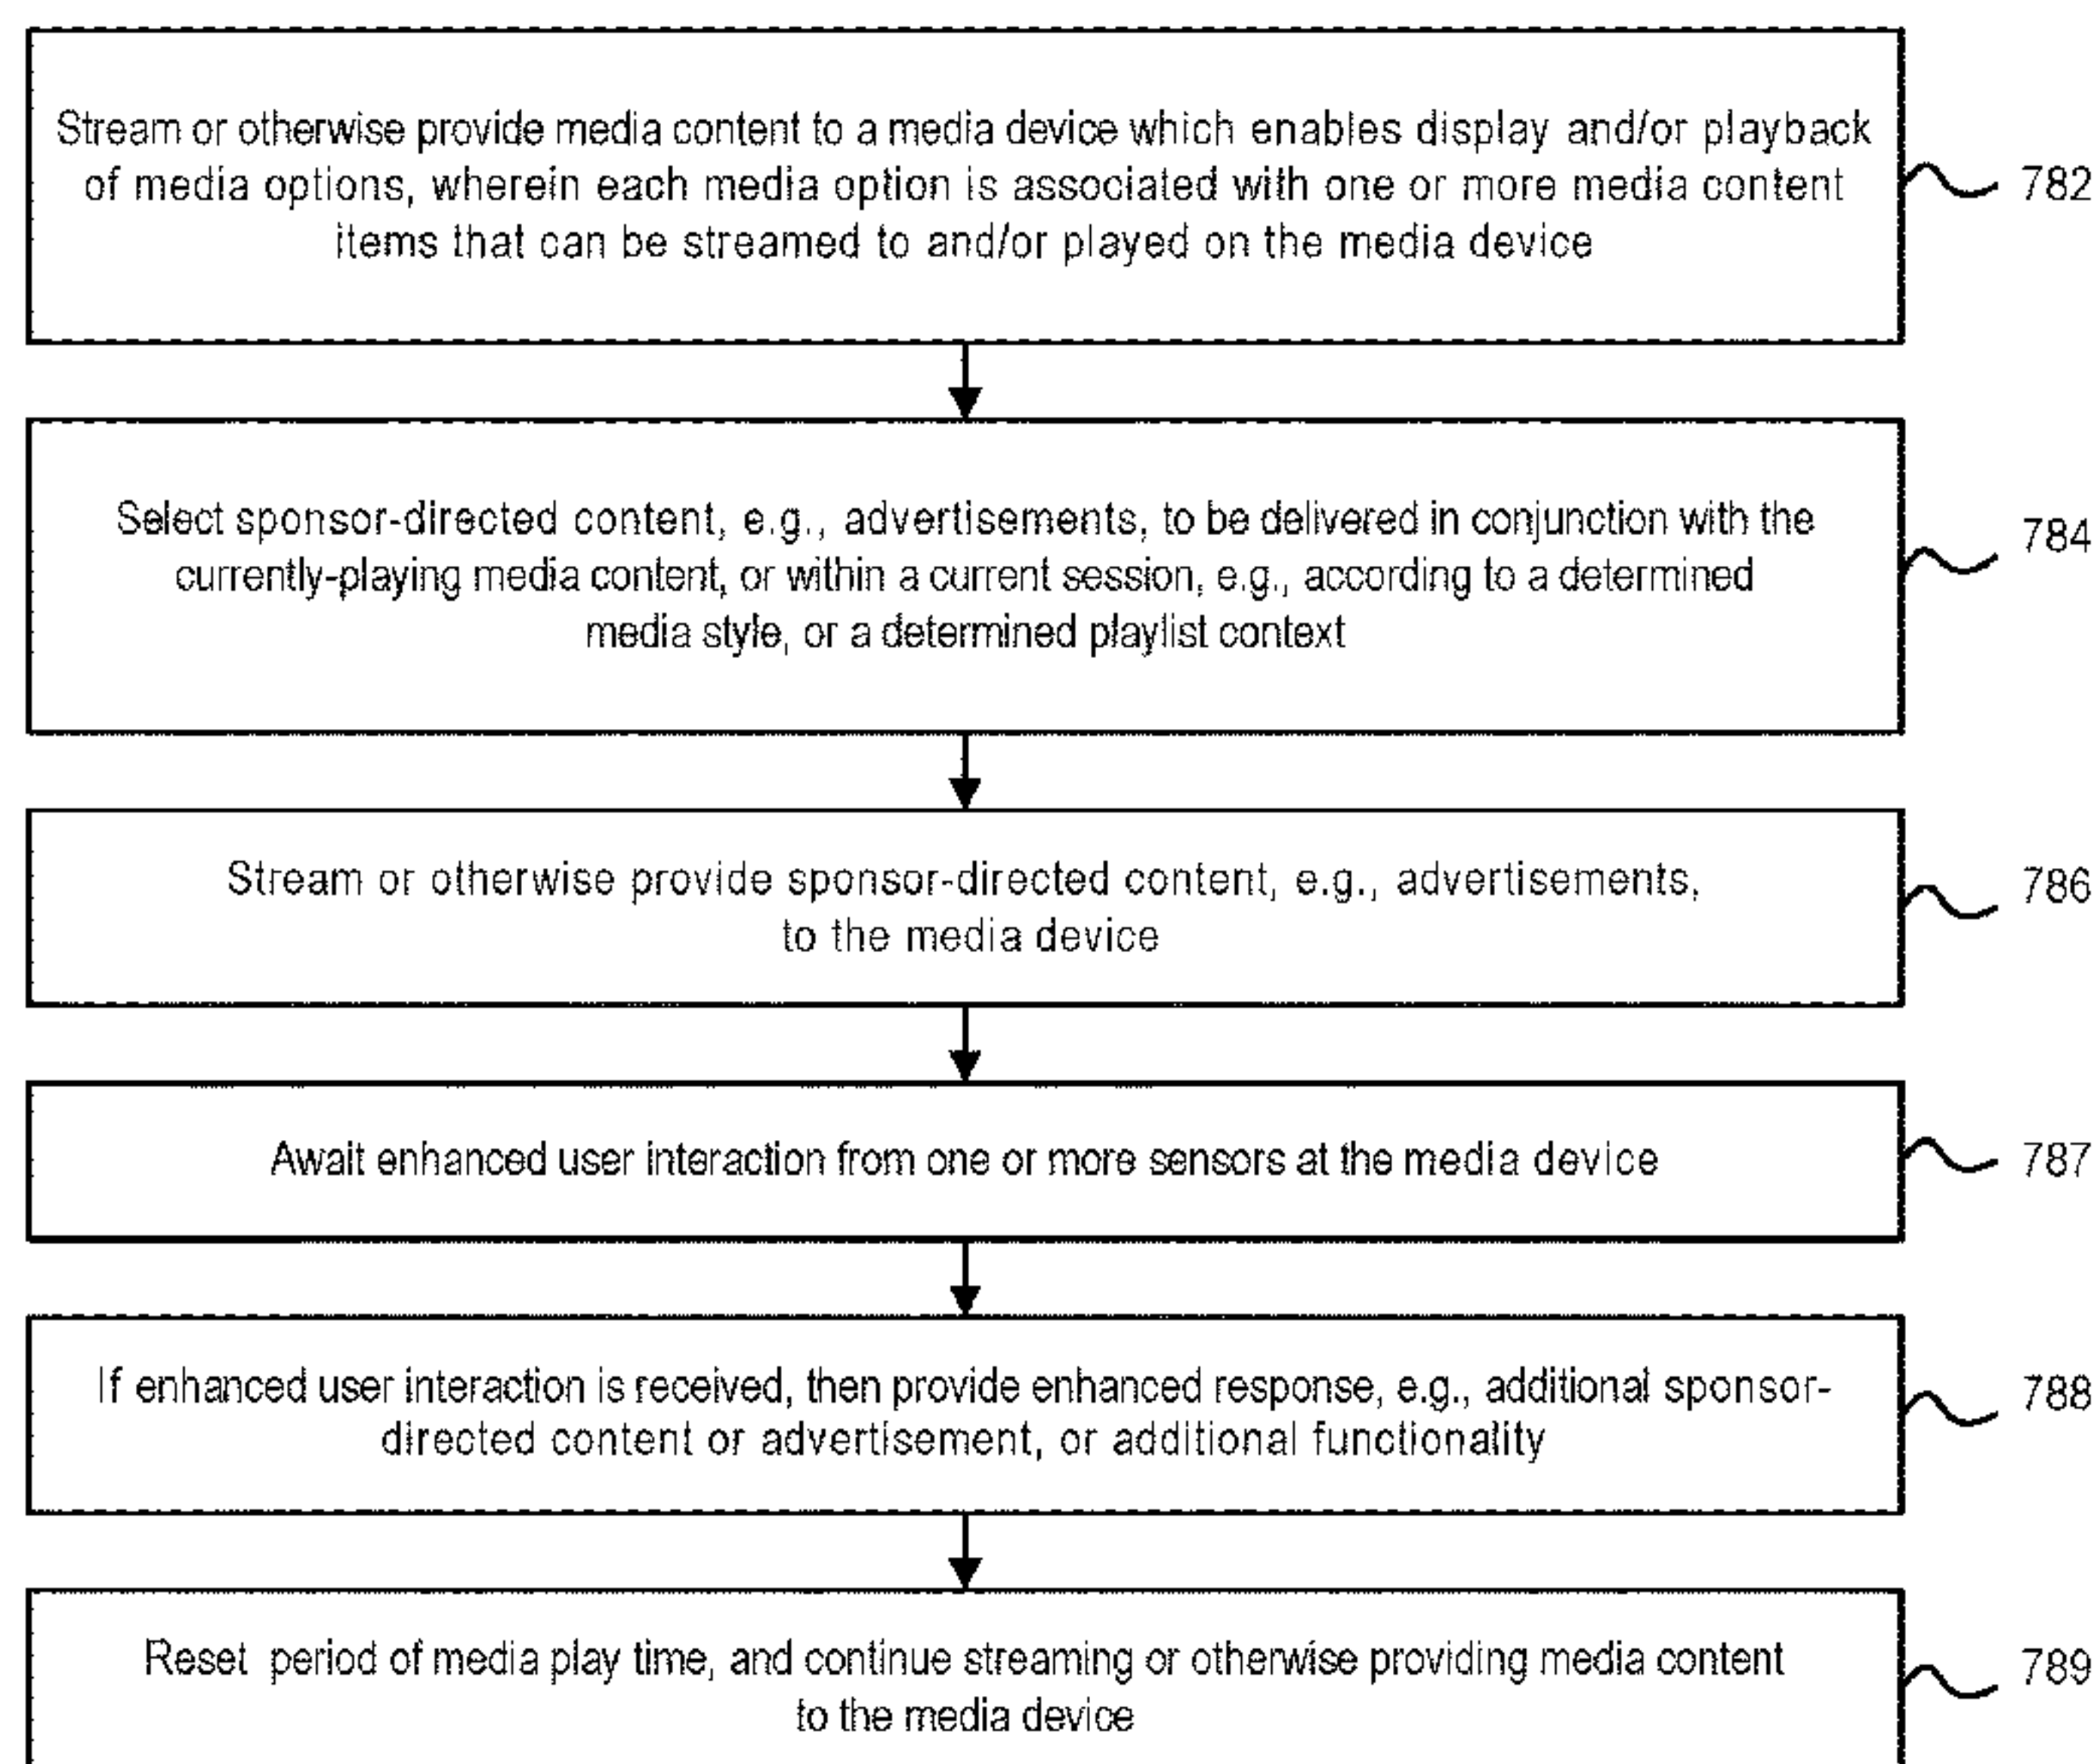 Stream or otherwise provide media content to a media device which enables display and/or playback
of media options, wherein each media option is associated with one or more media content
items that can be streamed to and/or played on the media device
782
Select sponsor-directed content, e.g., advertisements, to be delivered in conjunction with the
currently-playing media content, or within a current session, e.g., according to a determined
media style, or a determined playlist context
784
Stream or otherwise provide sponsor-directed content, e.g., advertisements,
to the media device
786
Await enhanced user interaction from one or more sensors at the media device
787
If enhanced user interaction is received, then provide enhanced response, e.g., additional sponsor-
directed content or advertisement, or additional functionality
788
Reset period of media play time, and continue streaming or otherwise providing media content
to the media device
789